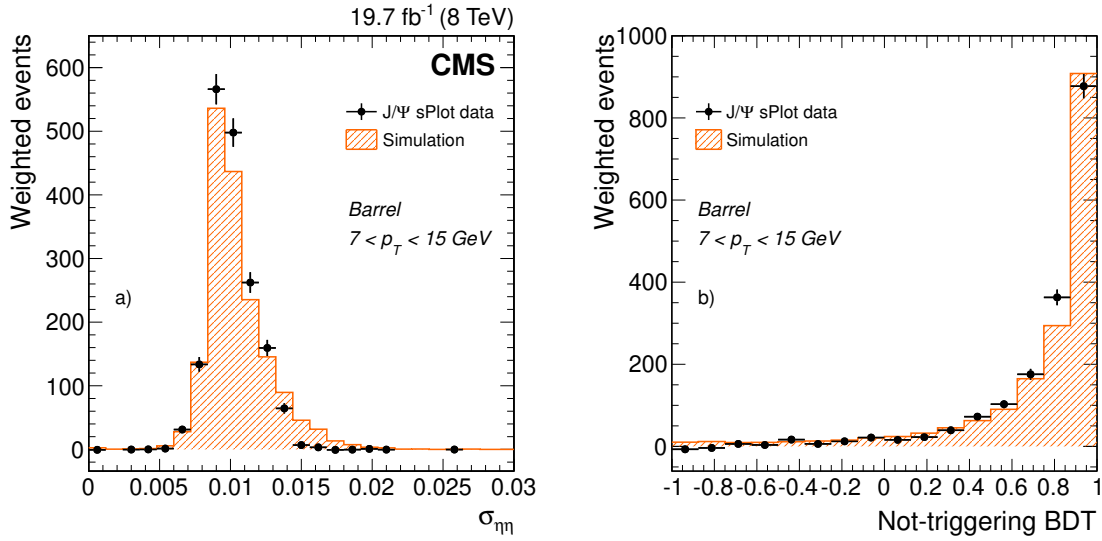 19.7 fb⁻¹ (8 TeV)
Weighted events
600
500
400
300
200
100
0
CMS
J/Ψ sPlot data
Simulation
Barrel
7 < p_T < 15 GeV
a)
0 0.005 0.01 0.015 0.02 0.025 0.03
σ_ηη
Weighted events
1000
800
600
400
200
0
J/Ψ sPlot data
Simulation
Barrel
7 < p_T < 15 GeV
b)
-1 -0.8 -0.6 -0.4 -0.2 0 0.2 0.4 0.6 0.8 1
Not-triggering BDT